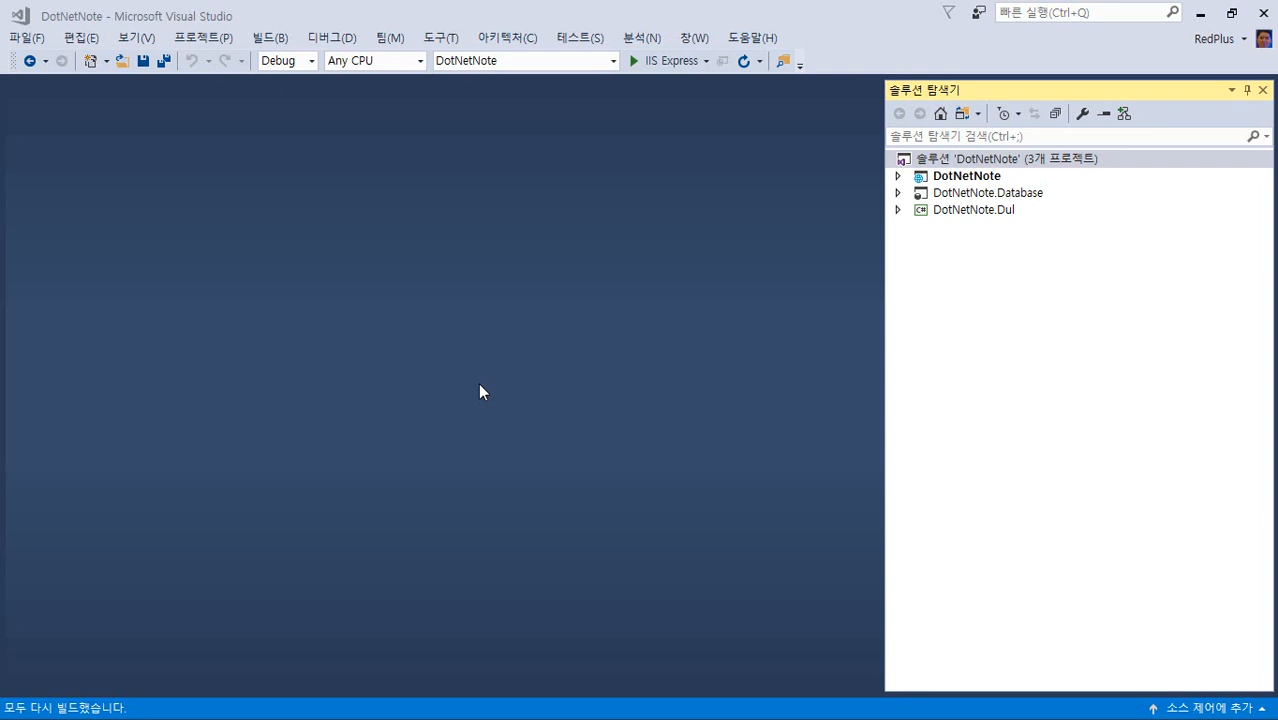 DotNetNote - Microsoft Visual Studio
빠른 실행(Ctrl+Q)
파일(F) 편집(E) 보기(V) 프로젝트(P) 빌드(B) 디버그(D) 팀(M) 도구(T) 아키텍처(C) 테스트(S) 분석(N) 창(W) 도움말(H)
RedPlus
Debug Any CPU DotNetNote IIS Express
솔루션 탐색기
솔루션 탐색기 검색(Ctrl+;)
솔루션 'DotNetNote' (3개 프로젝트)
DotNetNote
DotNetNote.Database
C# DotNetNote.Dul
모두 다시 빌드했습니다.
소스 제어에 추가